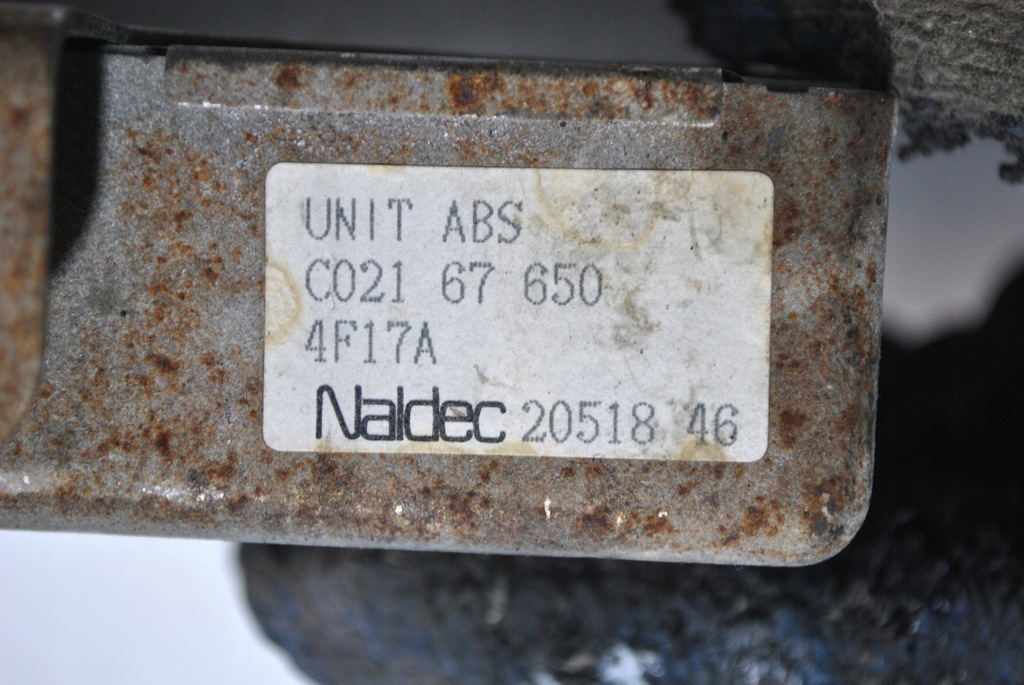 UNIT ABS
C021 67 650
4F17A
Naldec 20518 46